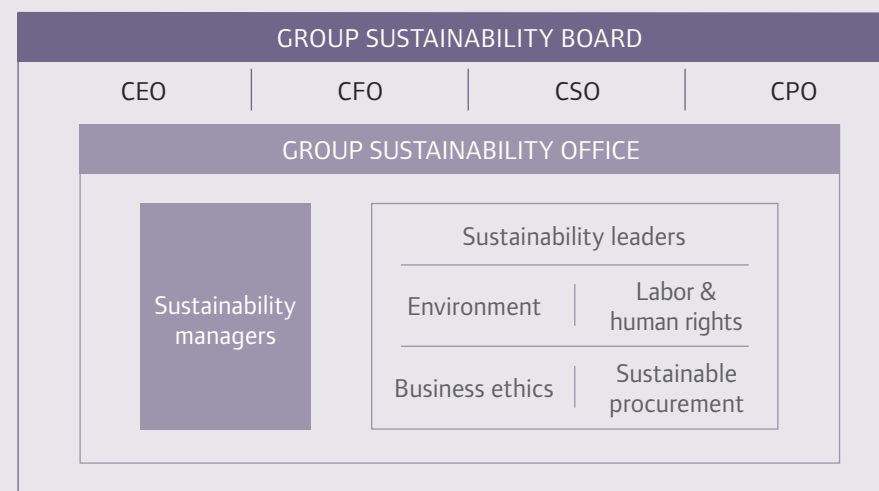 GROUP SUSTAINABILITY BOARD
CEO
CFO
CSO
CPO
GROUP SUSTAINABILITY OFFICE
Sustainability
managers
Sustainability leaders
Environment
Labor &
human rights
Business ethics
Sustainable
procurement